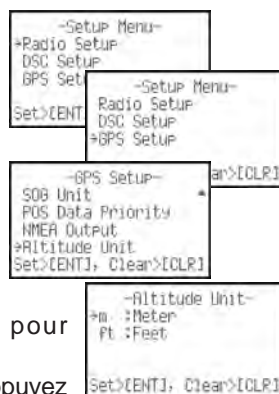 -Setup Menu-
→Radio Setup
DSC Setup
GPS Set
Set>[ENT
-Setup Menu-
Radio Setup
DSC Setup
→GPS Setup
ar>[CLR]
-GPS Setup-
SOG Unit
POS Data Priority
NMEA Output
→Altitude Unit
Set>[ENT], Clear>[CLR]
-Altitude Unit-
→m :Meter
ft :Feet
Set>[ENT], Clear>[CLR]
pour
puyez